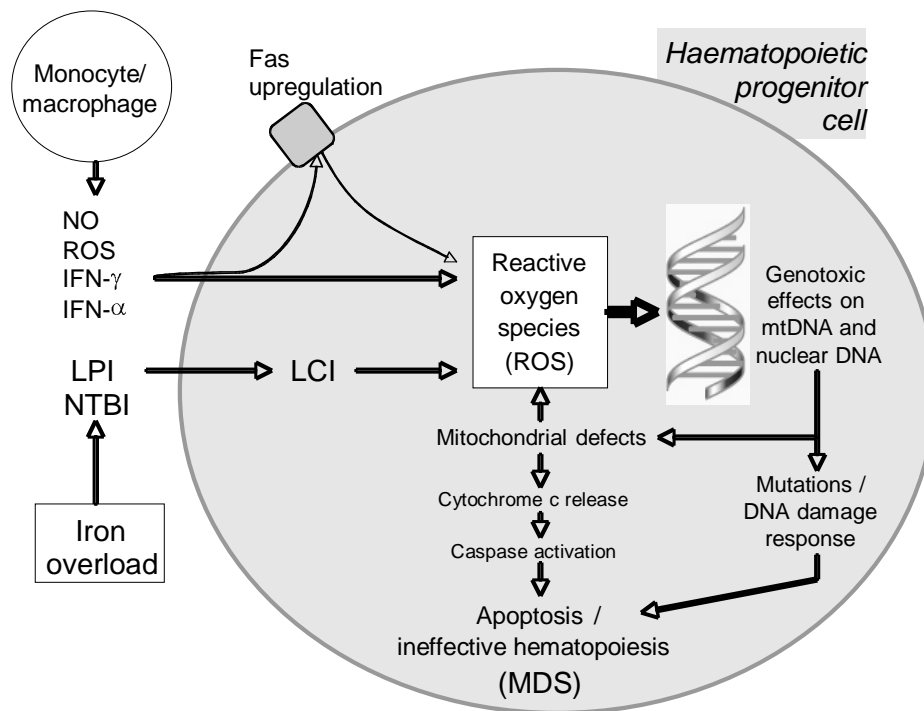 Monocyte/
macrophage
Fas
upregulation
Haematopoietic
progenitor
cell
NO
ROS
IFN-γ
IFN-α
Reactive
oxygen
species
(ROS)
Genotoxic
effects on
mtDNA and
nuclear DNA
LPI
NTBI
LCI
Mitochondrial defects
Cytochrome c release
Caspase activation
Mutations /
DNA damage
response
Iron
overload
Apoptosis /
ineffective hematopoiesis
(MDS)